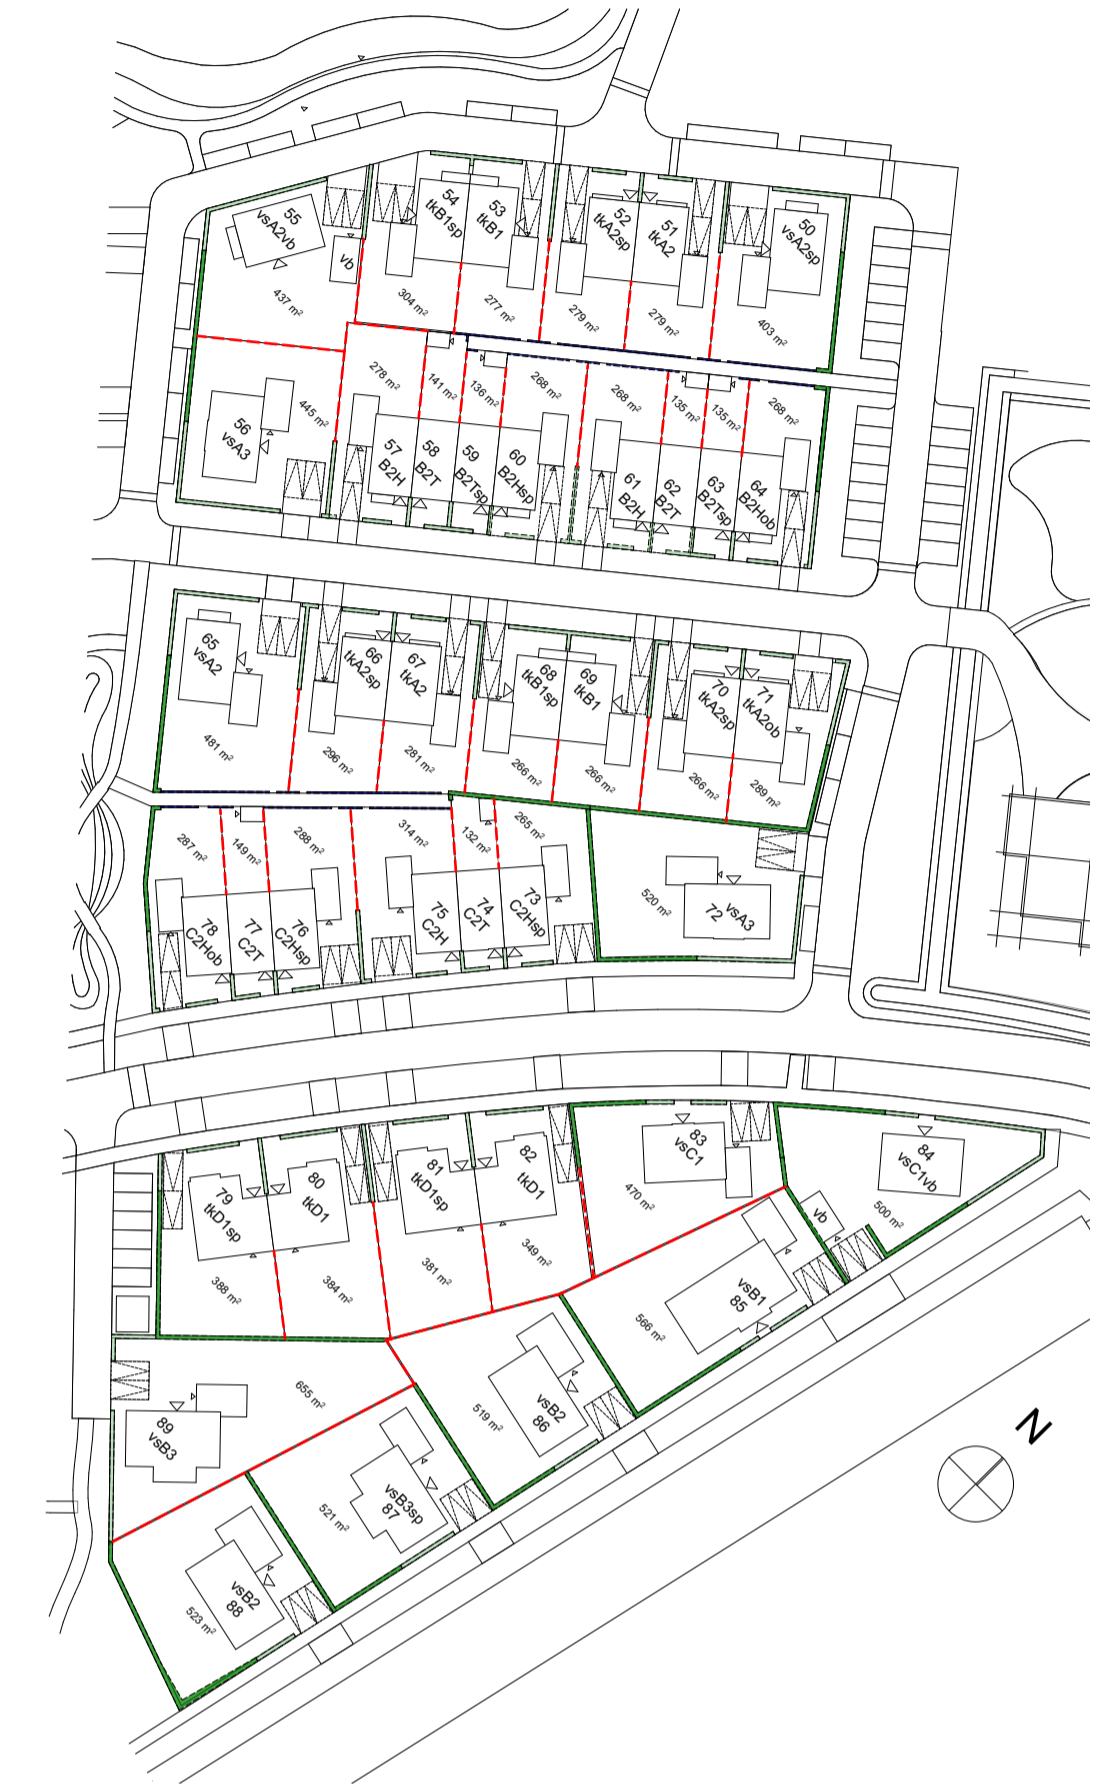 54
tkB1sp
53
tkB1
52
tkA2sp
51
tkA2
50
vsA2sp
55
vsA2vb
vb
437 m²
304 m²
277 m²
279 m²
279 m²
403 m²
278 m²
141 m²
136 m²
268 m²
268 m²
135 m²
135 m²
268 m²
445 m²
56
vsA3
57
B2H
58
B2T
59
B2Tsp
60
B2Hsp
61
B2H
62
B2T
63
B2Tsp
64
B2Hob
65
vsA2
66
tkA2sp
67
tkA2
68
tkB1sp
69
tkB1
70
tkA2sp
71
tkA2ob
481 m²
296 m²
281 m²
266 m²
266 m²
266 m²
289 m²
287 m²
149 m²
288 m²
314 m²
132 m²
265 m²
520 m²
vsA3
72
78
C2Hob
77
C2T
76
C2Hsp
75
C2H
74
C2T
73
C2Hsp
79
tkD1sp
80
tkD1
81
tkD1sp
82
tkD1
83
vsC1
84
vsC1vb
vb
388 m²
384 m²
381 m²
349 m²
470 m²
500 m²
vsB1
85
566 m²
655 m²
519 m²
vsB2
86
N
89
vsB3
521 m²
vsB3sp
87
523 m²
vsB2
88